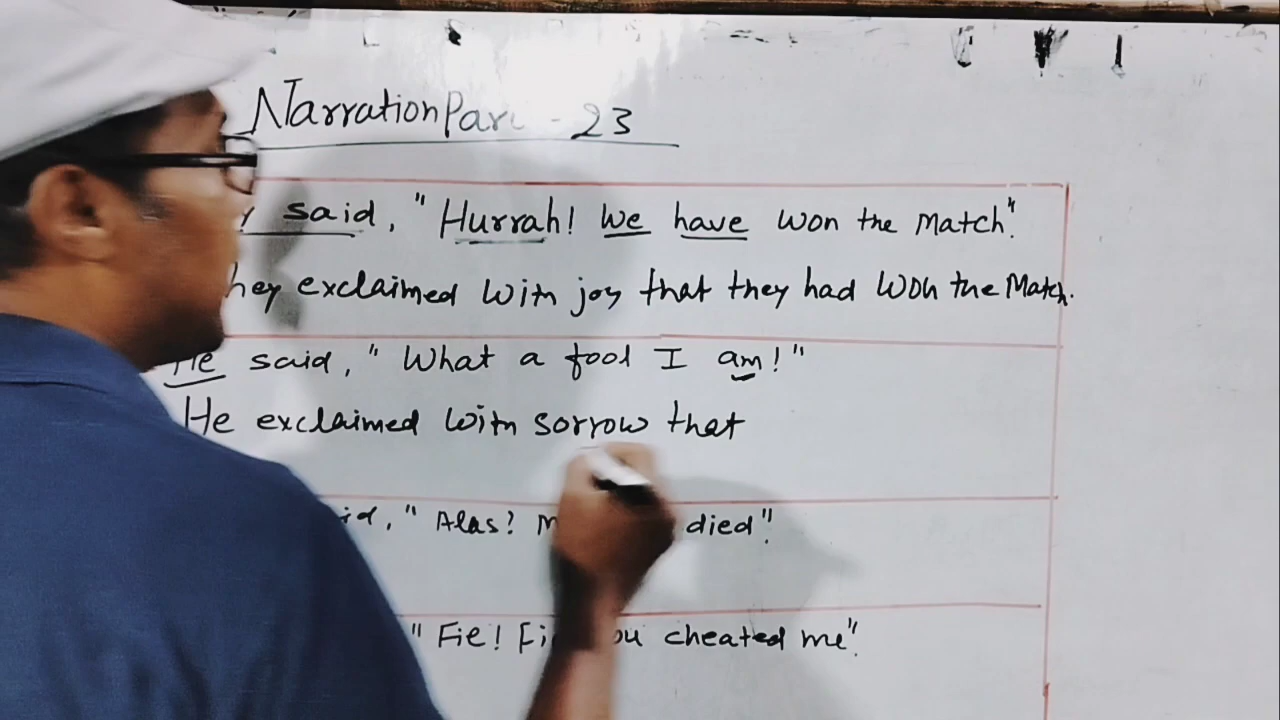 Narration Par - 23
said, "Hurrah! We have won the Match".
hey exclaimed with joy that they had won the Match.
He said, "What a fool I am!"
He exclaimed with sorrow that
"Alas? died".
"Fie! cheated me".